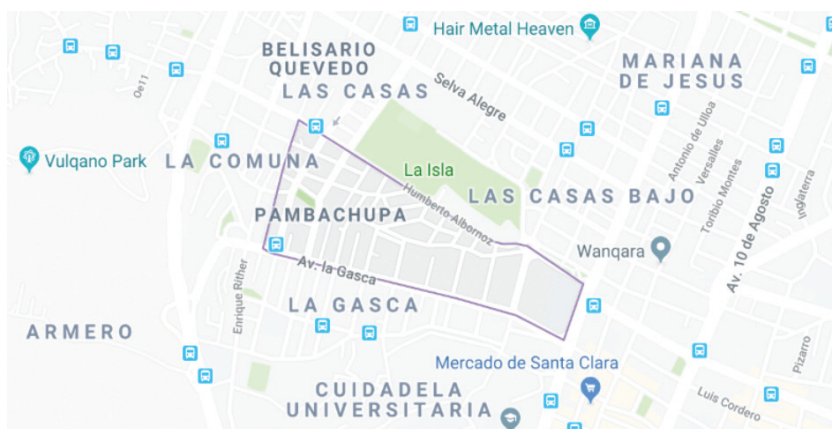 Hair Metal Heaven
BELISARIO
QUEVEDO
MARIANA
DE JESUS
Selva Alegre
Oe11
LAS CASAS
Antonio de Ulloa
Versalles
Vulqano Park
LA COMUNA
La Isla
Toribio Montes
Inglaterra
LAS CASAS BAJO
PAMBACHUPA
Humberto Albornoz
Av. 10 de Agosto
Wanqara
Av. la Gasca
Enrique Rither
LA GASCA
ARMERO
Pizarro
Mercado de Santa Clara
CUIDADELA
UNIVERSITARIA
Luis Cordero